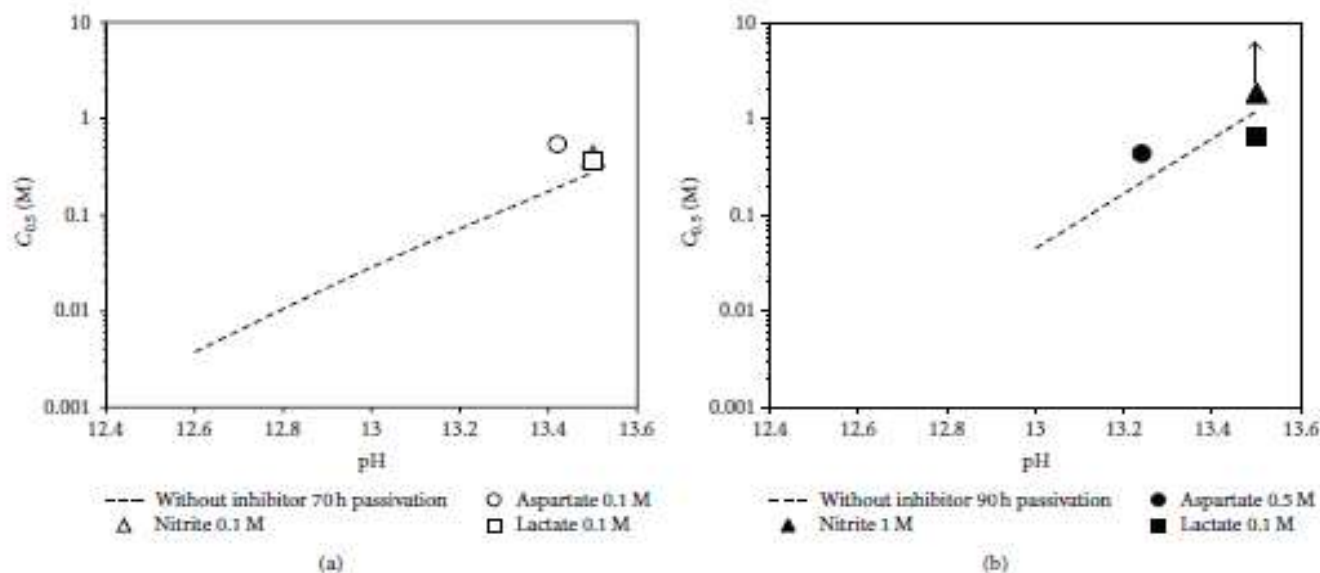 10
1
0.1
0.01
0.001
C0.5 (M)
12.4 12.6 12.8 13 13.2 13.4 13.6
pH
Without inhibitor 70 h passivation
Nitrite 0.1 M
Aspartate 0.1 M
Lactate 0.1 M
(a)
10
1
0.1
0.01
0.001
C0.5 (M)
12.4 12.6 12.8 13 13.2 13.4 13.6
pH
Without inhibitor 90 h passivation
Nitrite 1 M
Aspartate 0.5 M
Lactate 0.1 M
(b)